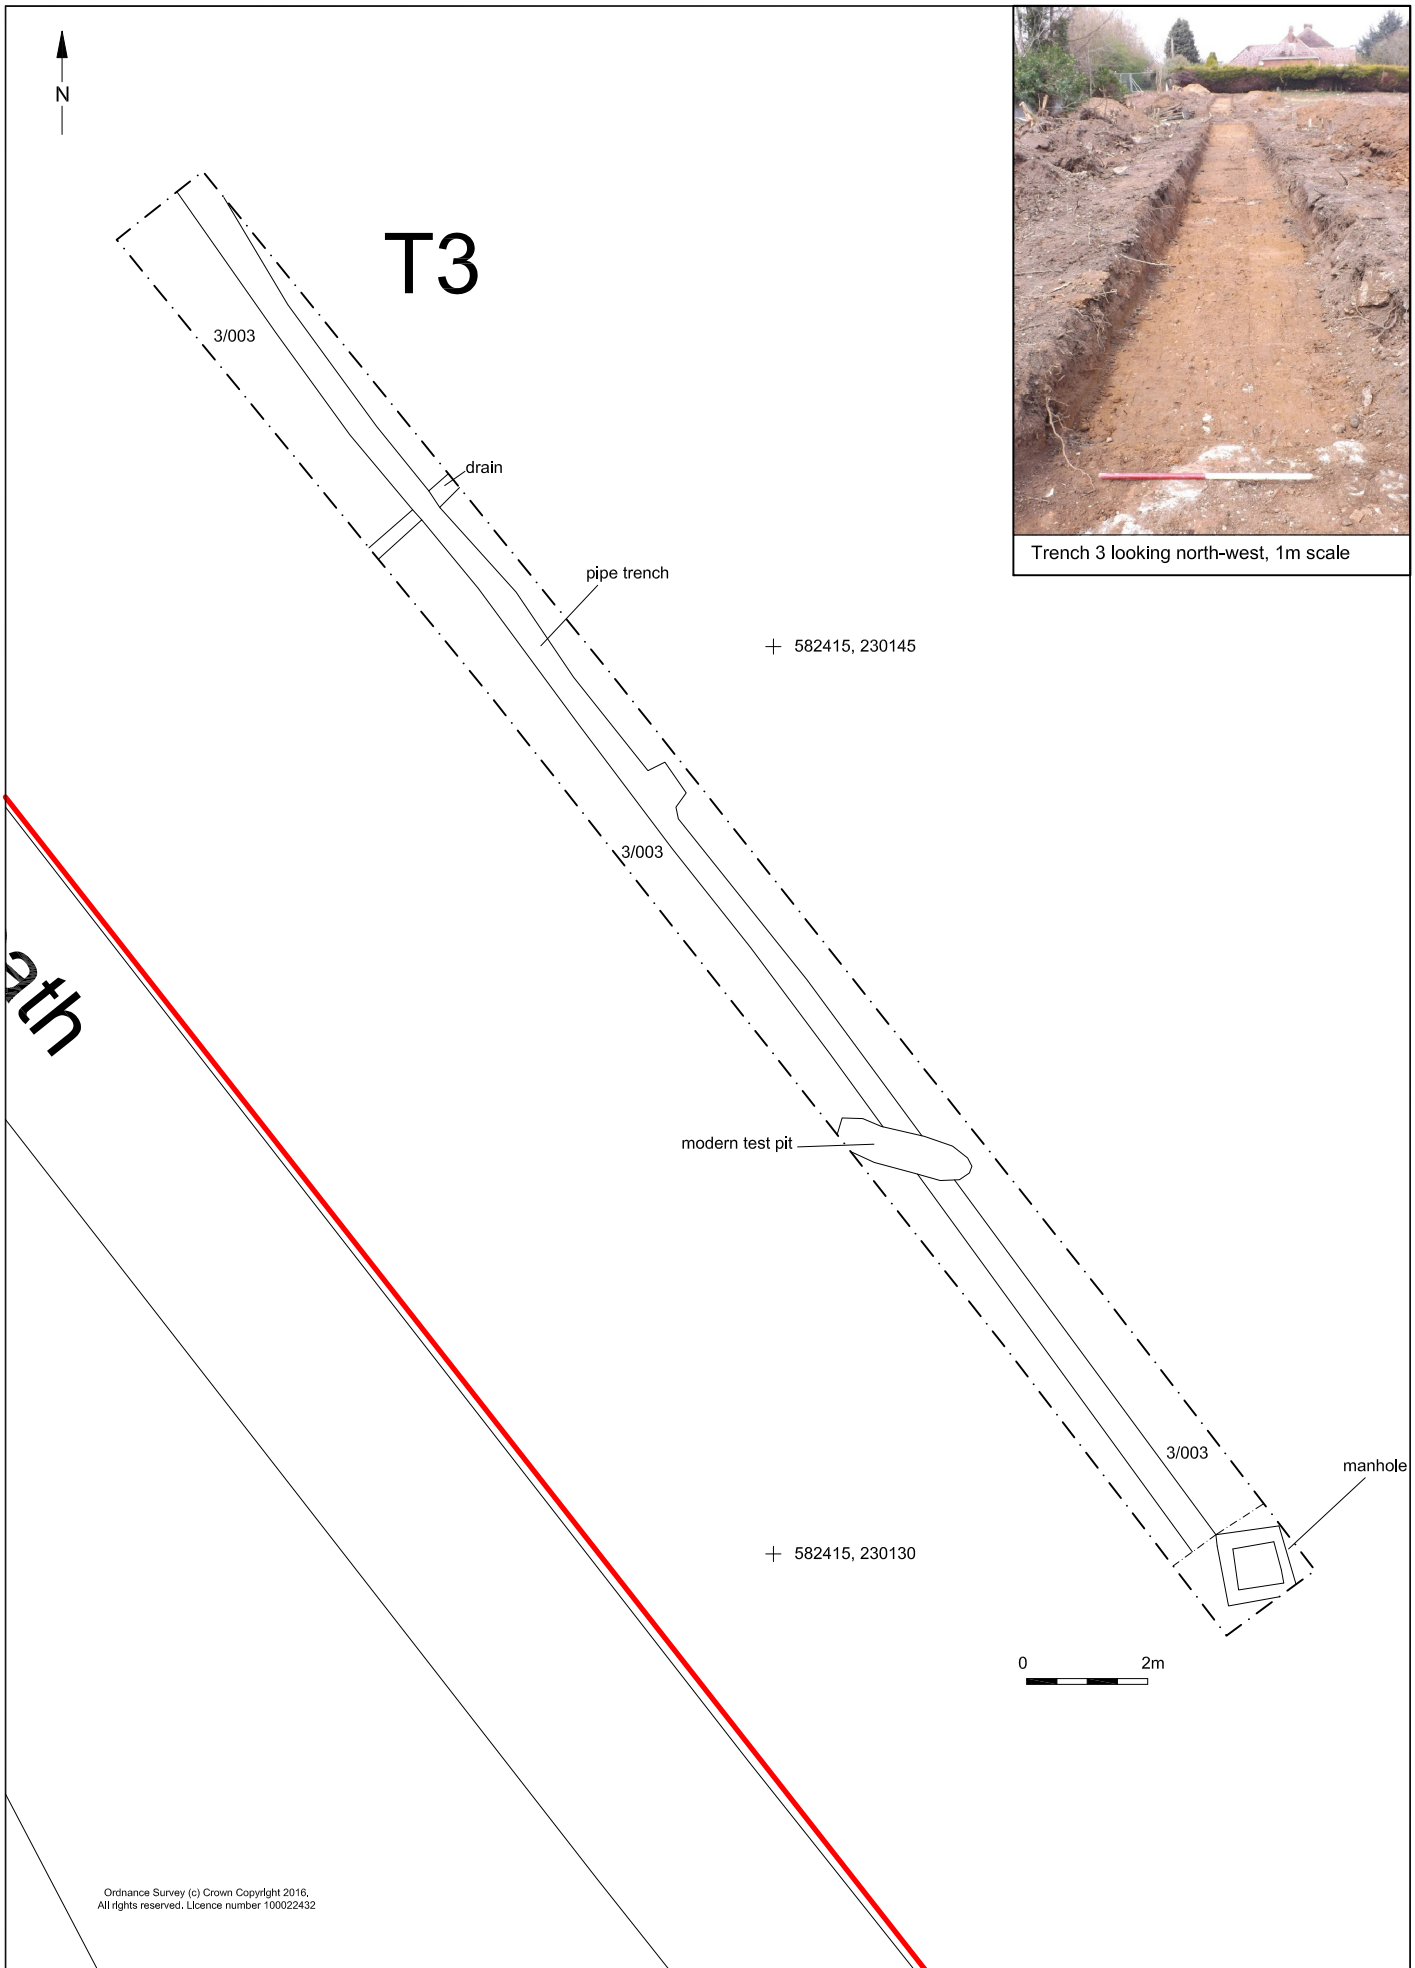 N
T3
3/003
drain
pipe trench
Trench 3 looking north-west, 1m scale
582415, 230145
3/003
ath
modern test pit
3/003
manhole
582415, 230130
0 2m
Ordnance Survey (c) Crown Copyright 2016,
All rights reserved. Licence number 100022432